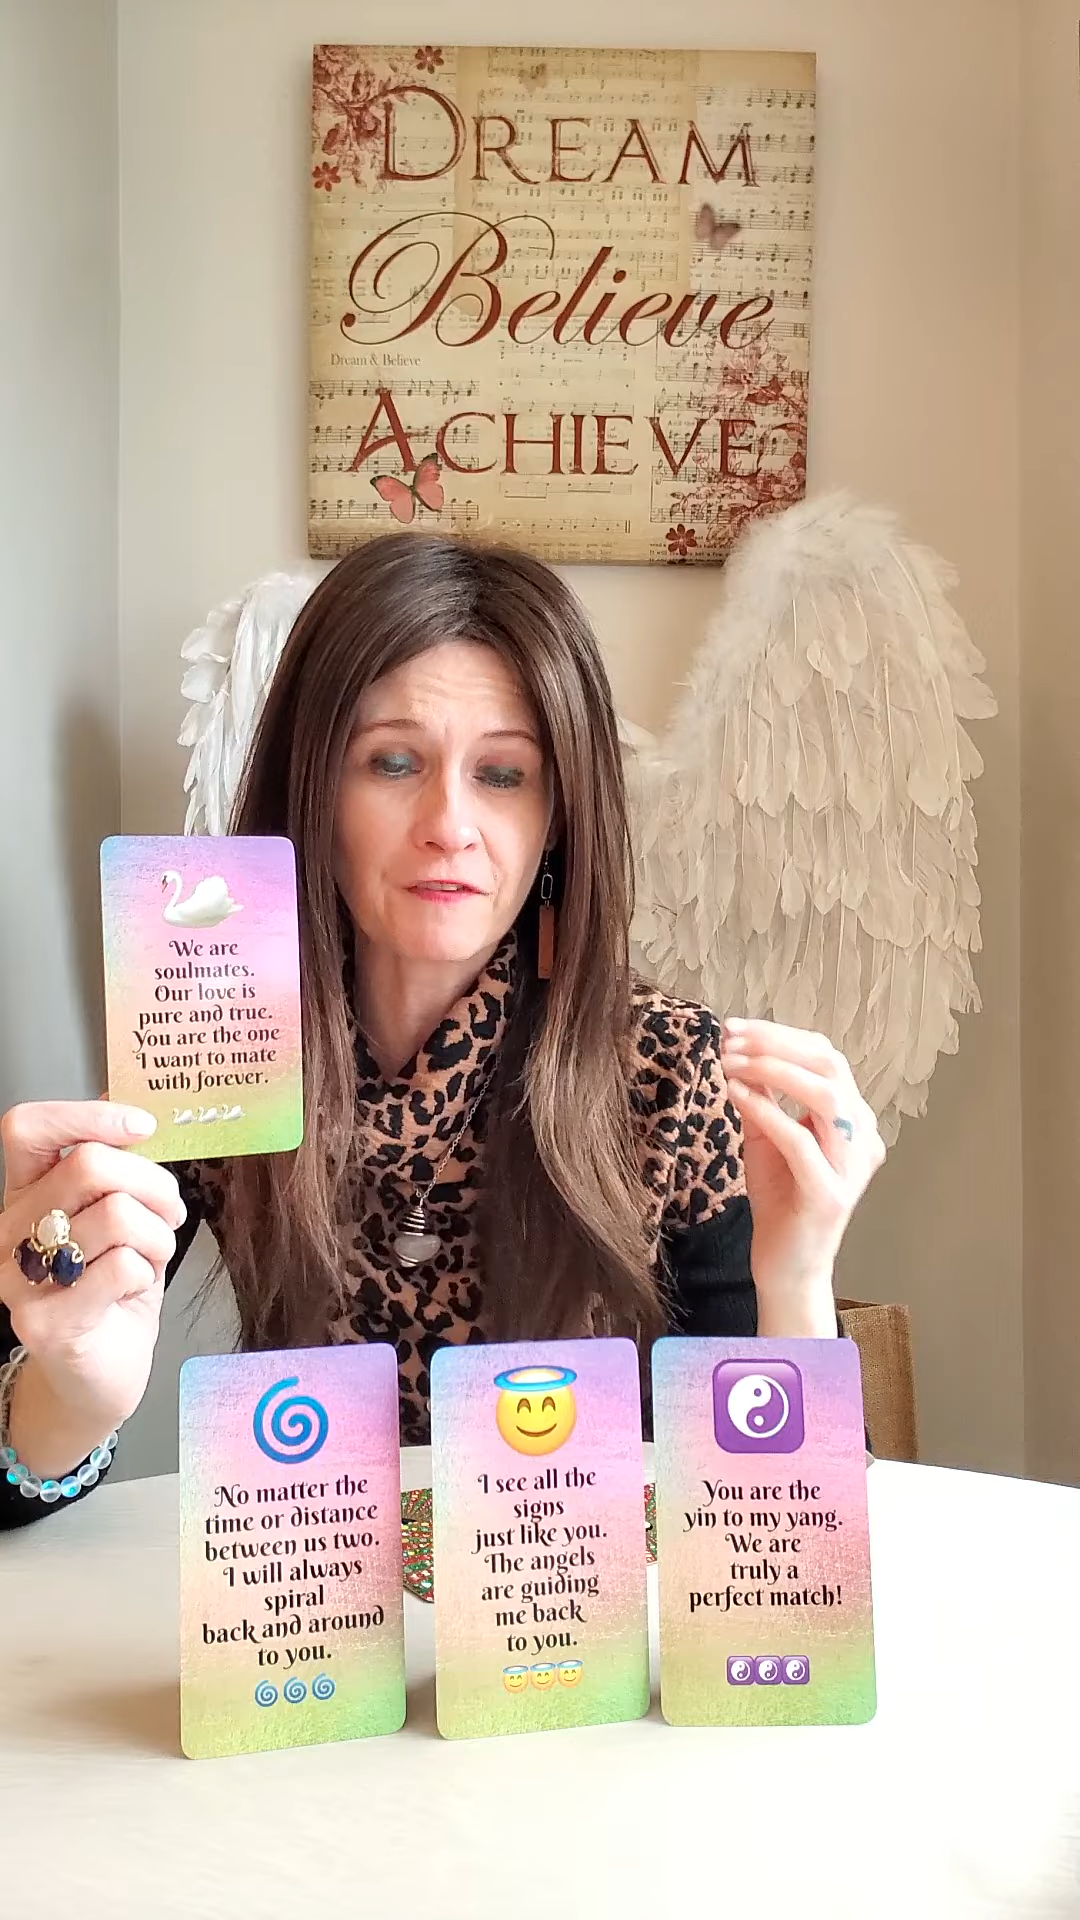 DREAM
Believe
Dream & Believe
ACHIEVE
We are
soulmates.
Our love is
pure and true.
You are the one
I want to mate
with forever.
No matter the
time or distance
between us two.
I will always
spiral
back and around
to you.
I see all the
signs
just like you.
The angels
are guiding
me back
to you.
You are the
yin to my yang.
We are
truly a
perfect match!